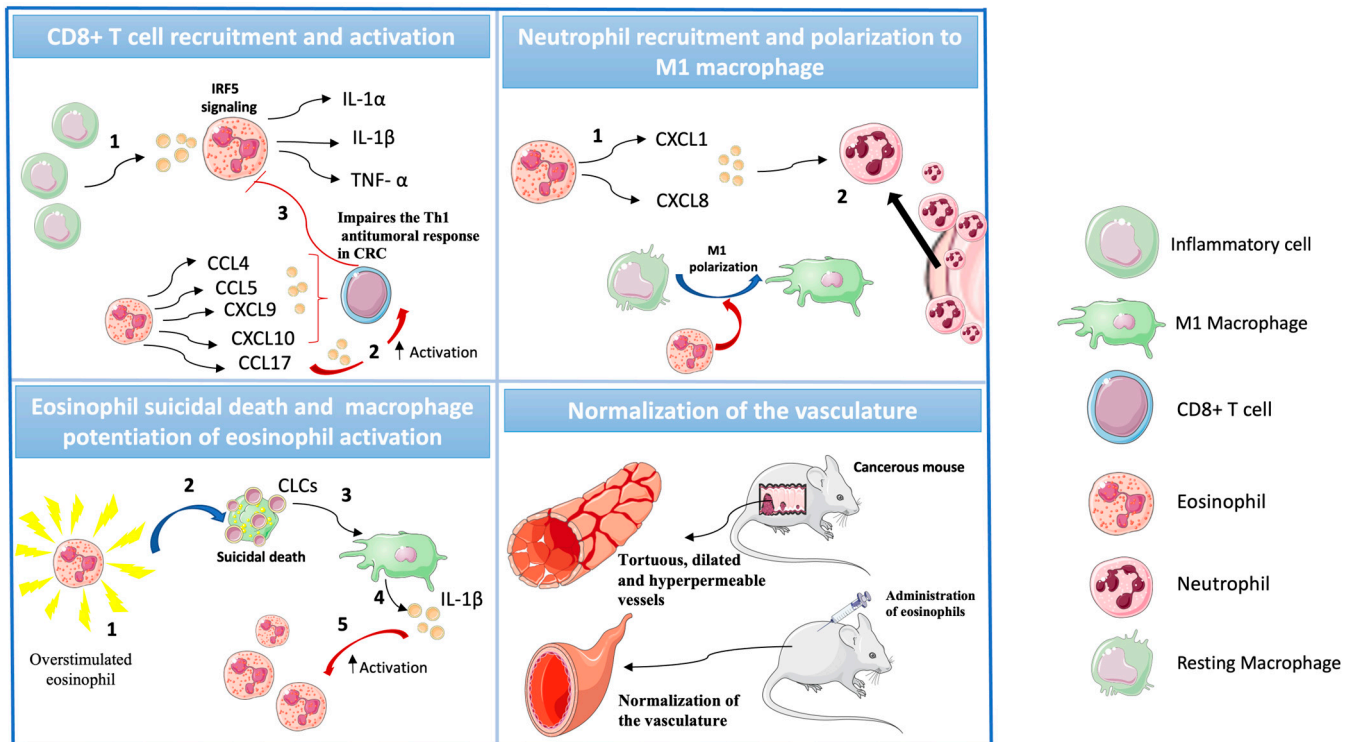 CD8+ T cell recruitment and activation
1
IRF5
signaling
IL-1α
IL-1β
TNF- α
3
Impaires the Th1
antitumoral response
in CRC
CCL4
CCL5
CXCL9
CXCL10
CCL17
2
Activation
Neutrophil recruitment and polarization to
M1 macrophage
1
CXCL1
CXCL8
2
M1
polarization
Eosinophil suicidal death and macrophage
potentiation of eosinophil activation
1
Overstimulated
eosinophil
2
CLCs
Suicidal death
3
4
IL-1β
5
Activation
Normalization of the vasculature
Cancerous mouse
Tortuous, dilated
and hyperpermeable
vessels
Administration
of eosinophils
Normalization of
the vasculature
Inflammatory cell
M1 Macrophage
CD8+ T cell
Eosinophil
Neutrophil
Resting Macrophage